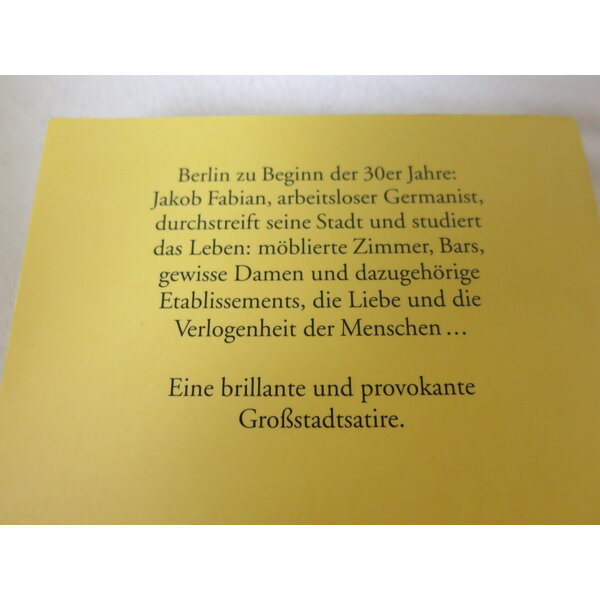 Berlin zu Beginn der 30er Jahre:
Jakob Fabian, arbeitsloser Germanist,
durchstreift seine Stadt und studiert
das Leben: möblierte Zimmer, Bars,
gewisse Damen und dazugehörige
Etablissements, die Liebe und die
Verlogenheit der Menschen ...
Eine brillante und provokante
Großstadtsatire.